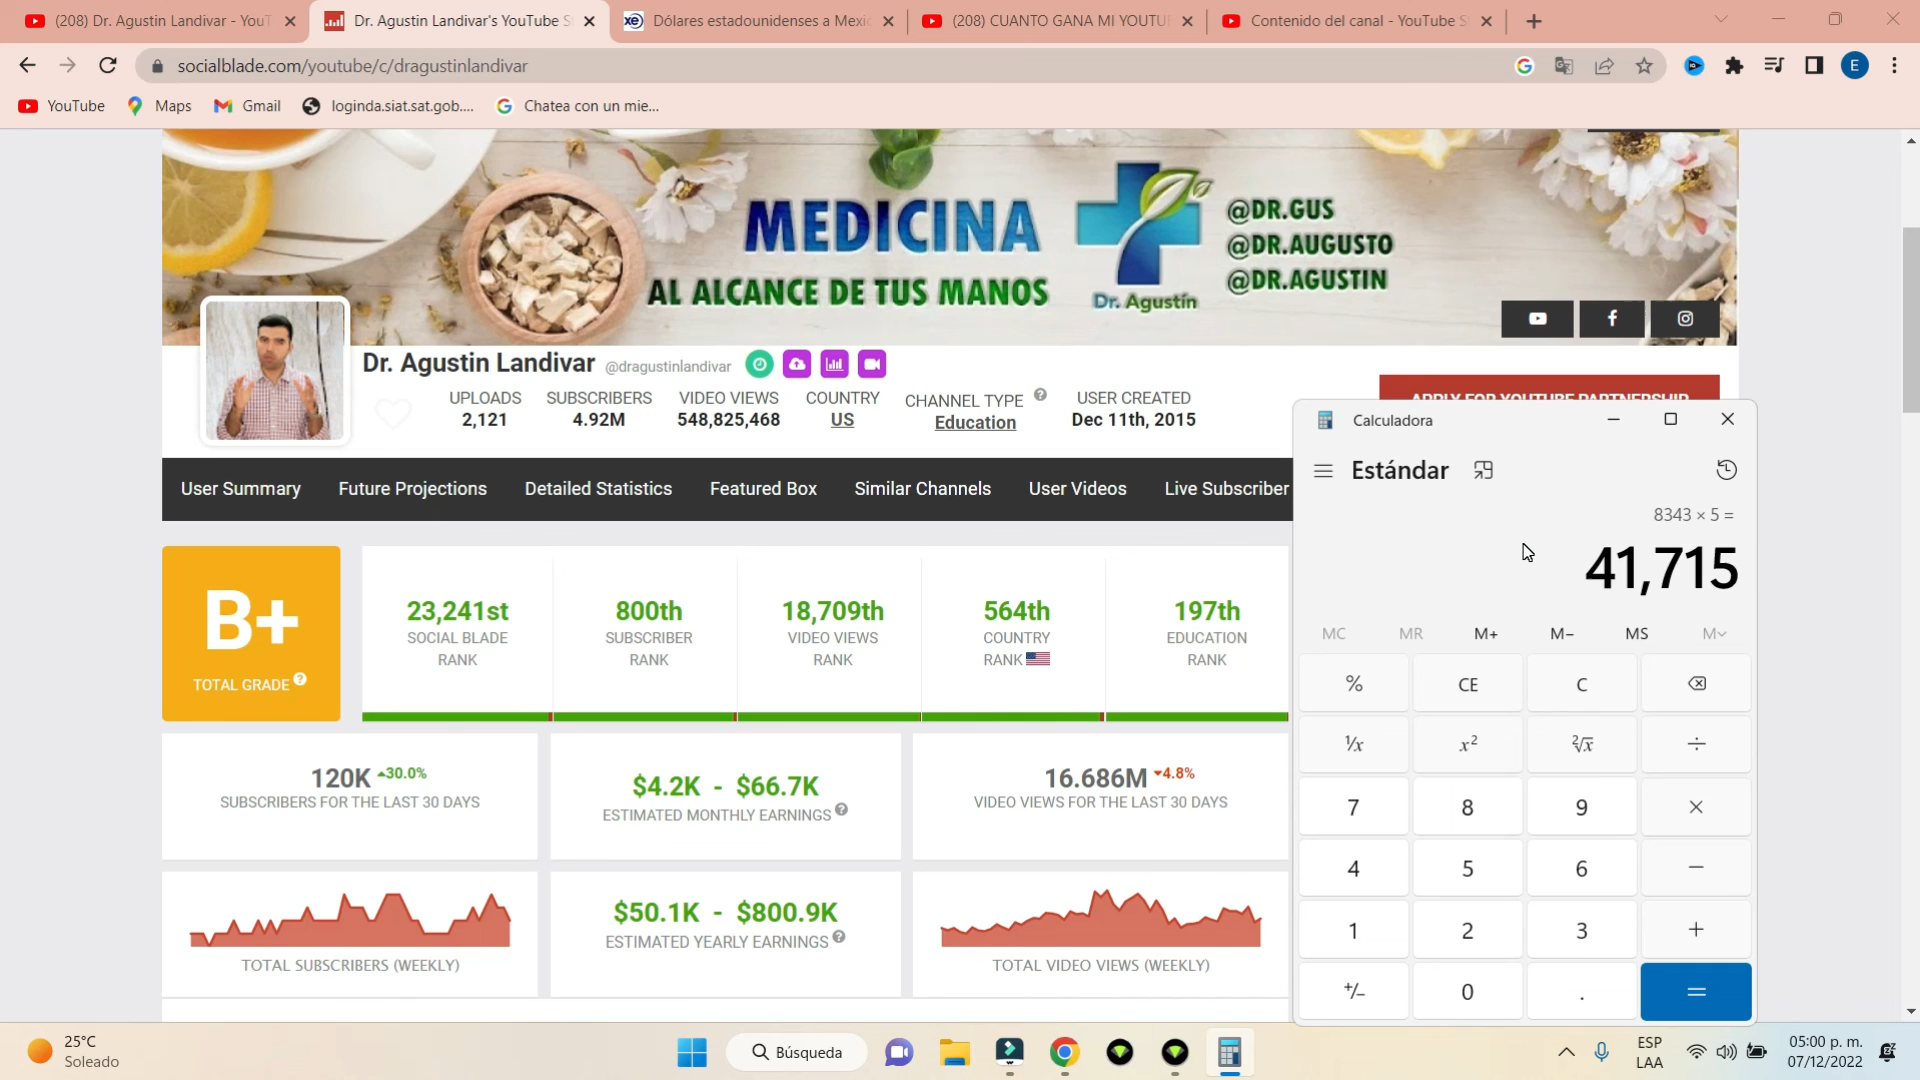 (208) Dr. Agustin Landivar - YouT
Dr. Agustin Landivar's YouTube S
Dólares estadounidenses a Mexic
(208) CUANTO GANA MI YOUTU
Contenido del canal - YouTube S
socialblade.com/youtube/c/dragustinlandivar
E
YouTube
Maps
Gmail
loginda.siat.sat.gob....
Chatea con un mie...
MEDICINA
AL ALCANCE DE TUS MANOS
Dr. Agustín
@DR.GUS
@DR.AUGUSTO
@DR.AGUSTIN
Dr. Agustin Landivar @dragustinlandivar
UPLOADS
2,121
SUBSCRIBERS
4.92M
VIDEO VIEWS
548,825,468
COUNTRY
US
CHANNEL TYPE
Education
USER CREATED
Dec 11th, 2015
APPLY FOR YOUTUBE PARTNERSHIP
User Summary
Future Projections
Detailed Statistics
Featured Box
Similar Channels
User Videos
Live Subscriber
B+
TOTAL GRADE
23,241st
SOCIAL BLADE
RANK
800th
SUBSCRIBER
RANK
18,709th
VIDEO VIEWS
RANK
564th
COUNTRY
RANK
197th
EDUCATION
RANK
120K 30.0%
SUBSCRIBERS FOR THE LAST 30 DAYS
$4.2K - $66.7K
ESTIMATED MONTHLY EARNINGS
16.686M 4.8%
VIDEO VIEWS FOR THE LAST 30 DAYS
TOTAL SUBSCRIBERS (WEEKLY)
$50.1K - $800.9K
ESTIMATED YEARLY EARNINGS
TOTAL VIDEO VIEWS (WEEKLY)
Calculadora
Estándar
8343 × 5 =
41,715
MC MR M+ M− MS M
% CE C
¹/x x² ²√x ÷
7 8 9 ×
4 5 6 −
1 2 3 +
+/− 0 . =
25°C
Soleado
Búsqueda
ESP
LAA
05:00 p. m.
07/12/2022